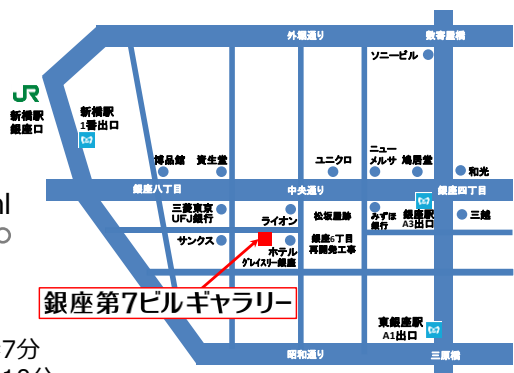 外堀通り
数寄屋橋
ソニービル
JR
新橋駅
銀座口
新橋駅
1番出口
博品館
資生堂
ユニクロ
ニュー
メルサ
鳩居堂
和光
銀座八丁目
中央通り
銀座四丁目
三菱東京
UFJ銀行
ライオン
松坂屋跡
みずほ
銀行
銀座駅
A3出口
三越
サンクス
ホテル
グレイスリー銀座
銀座6丁目
再開発工事
銀座第7ビルギャラリー
東銀座駅
A1出口
昭和通り
三原橋
7分